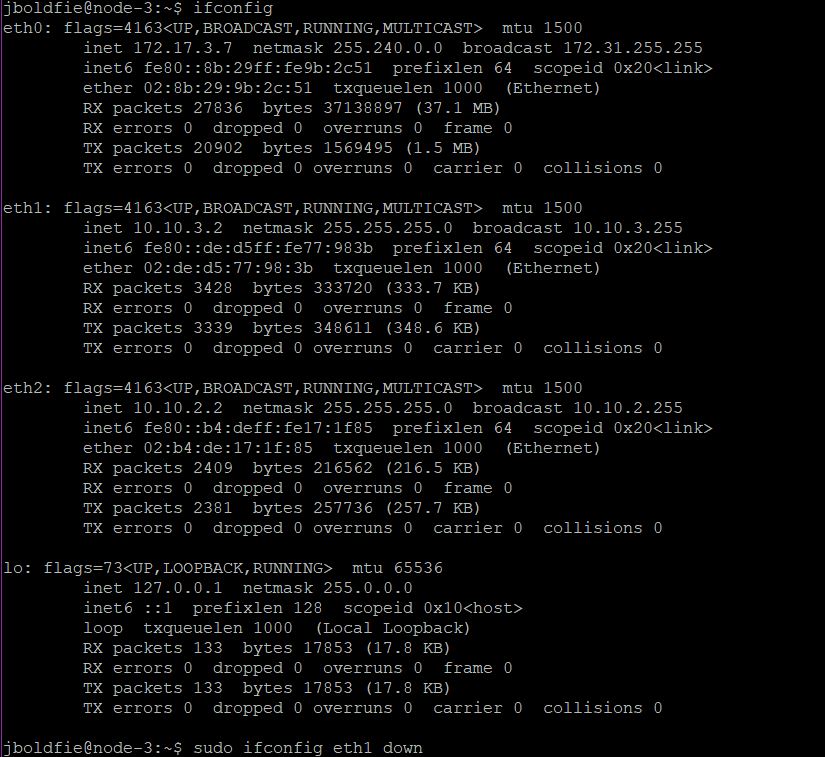 jboldfie@node-3:~$ ifconfig
eth0: flags=4163<UP,BROADCAST,RUNNING,MULTICAST>  mtu 1500
        inet 172.17.3.7  netmask 255.240.0.0  broadcast 172.31.255.255
        inet6 fe80::8b:29ff:fe9b:2c51  prefixlen 64  scopeid 0x20<link>
        ether 02:8b:29:9b:2c:51  txqueuelen 1000  (Ethernet)
        RX packets 27836  bytes 37138897 (37.1 MB)
        RX errors 0  dropped 0  overruns 0  frame 0
        TX packets 20902  bytes 1569495 (1.5 MB)
        TX errors 0  dropped 0 overruns 0  carrier 0  collisions 0

eth1: flags=4163<UP,BROADCAST,RUNNING,MULTICAST>  mtu 1500
        inet 10.10.3.2  netmask 255.255.255.0  broadcast 10.10.3.255
        inet6 fe80::de:d5ff:fe77:983b  prefixlen 64  scopeid 0x20<link>
        ether 02:de:d5:77:98:3b  txqueuelen 1000  (Ethernet)
        RX packets 3428  bytes 333720 (333.7 KB)
        RX errors 0  dropped 0  overruns 0  frame 0
        TX packets 3339  bytes 348611 (348.6 KB)
        TX errors 0  dropped 0 overruns 0  carrier 0  collisions 0

eth2: flags=4163<UP,BROADCAST,RUNNING,MULTICAST>  mtu 1500
        inet 10.10.2.2  netmask 255.255.255.0  broadcast 10.10.2.255
        inet6 fe80::b4:deff:fe17:1f85  prefixlen 64  scopeid 0x20<link>
        ether 02:b4:de:17:1f:85  txqueuelen 1000  (Ethernet)
        RX packets 2409  bytes 216562 (216.5 KB)
        RX errors 0  dropped 0  overruns 0  frame 0
        TX packets 2381  bytes 257736 (257.7 KB)
        TX errors 0  dropped 0 overruns 0  carrier 0  collisions 0

lo: flags=73<UP,LOOPBACK,RUNNING>  mtu 65536
        inet 127.0.0.1  netmask 255.0.0.0
        inet6 ::1  prefixlen 128  scopeid 0x10<host>
        loop  txqueuelen 1000  (Local Loopback)
        RX packets 133  bytes 17853 (17.8 KB)
        RX errors 0  dropped 0  overruns 0  frame 0
        TX packets 133  bytes 17853 (17.8 KB)
        TX errors 0  dropped 0 overruns 0  carrier 0  collisions 0

jboldfie@node-3:~$ sudo ifconfig eth1 down